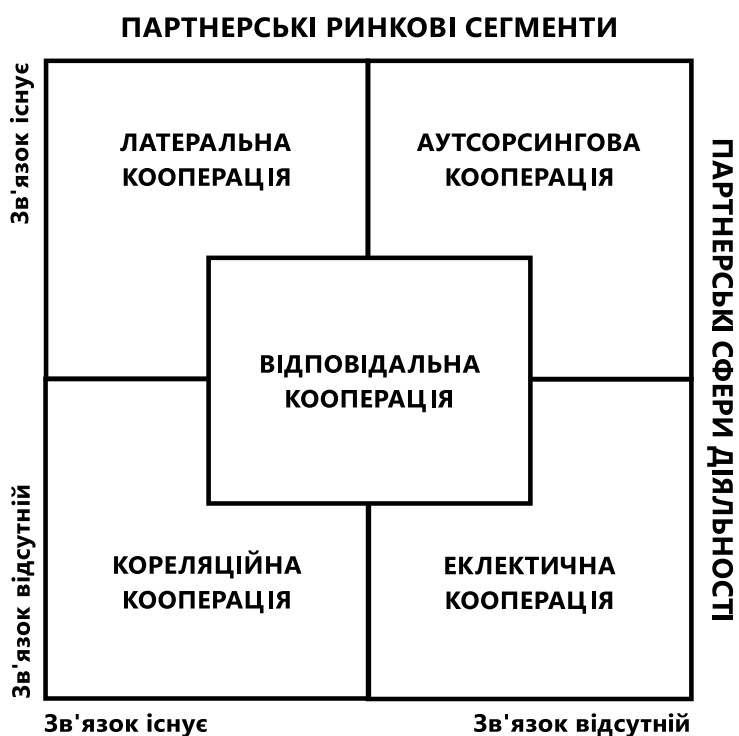 ПАРТНЕРСЬКІ РИНКОВІ СЕГМЕНТИ
Зв'язок існує
ЛАТЕРАЛЬНА
КООПЕРАЦІЯ
АУТСОРСИНГОВА
КООПЕРАЦІЯ
ПАРТНЕРСЬКІ СФЕРИ ДІЯЛЬНОСТІ
ВІДПОВІДАЛЬНА
КООПЕРАЦІЯ
Зв'язок відсутній
КОРЕЛЯЦІЙНА
КООПЕРАЦІЯ
ЕКЛЕКТИЧНА
КООПЕРАЦІЯ
Зв'язок існує
Зв'язок відсутній